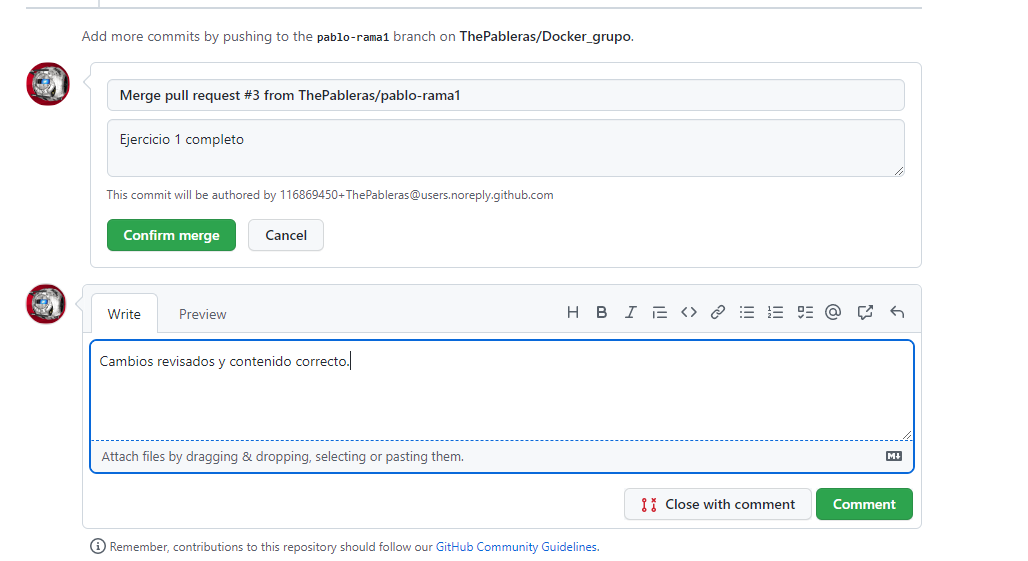 Add more commits by pushing to the pablo-rama1 branch on ThePableras/Docker_grupo.
Merge pull request #3 from ThePableras/pablo-rama1
Ejercicio 1 completo
This commit will be authored by 116869450+ThePableras@users.noreply.github.com
Confirm merge Cancel
Write Preview
Cambios revisados y contenido correcto.
Attach files by dragging & dropping, selecting or pasting them.
Close with comment Comment
Remember, contributions to this repository should follow our GitHub Community Guidelines.